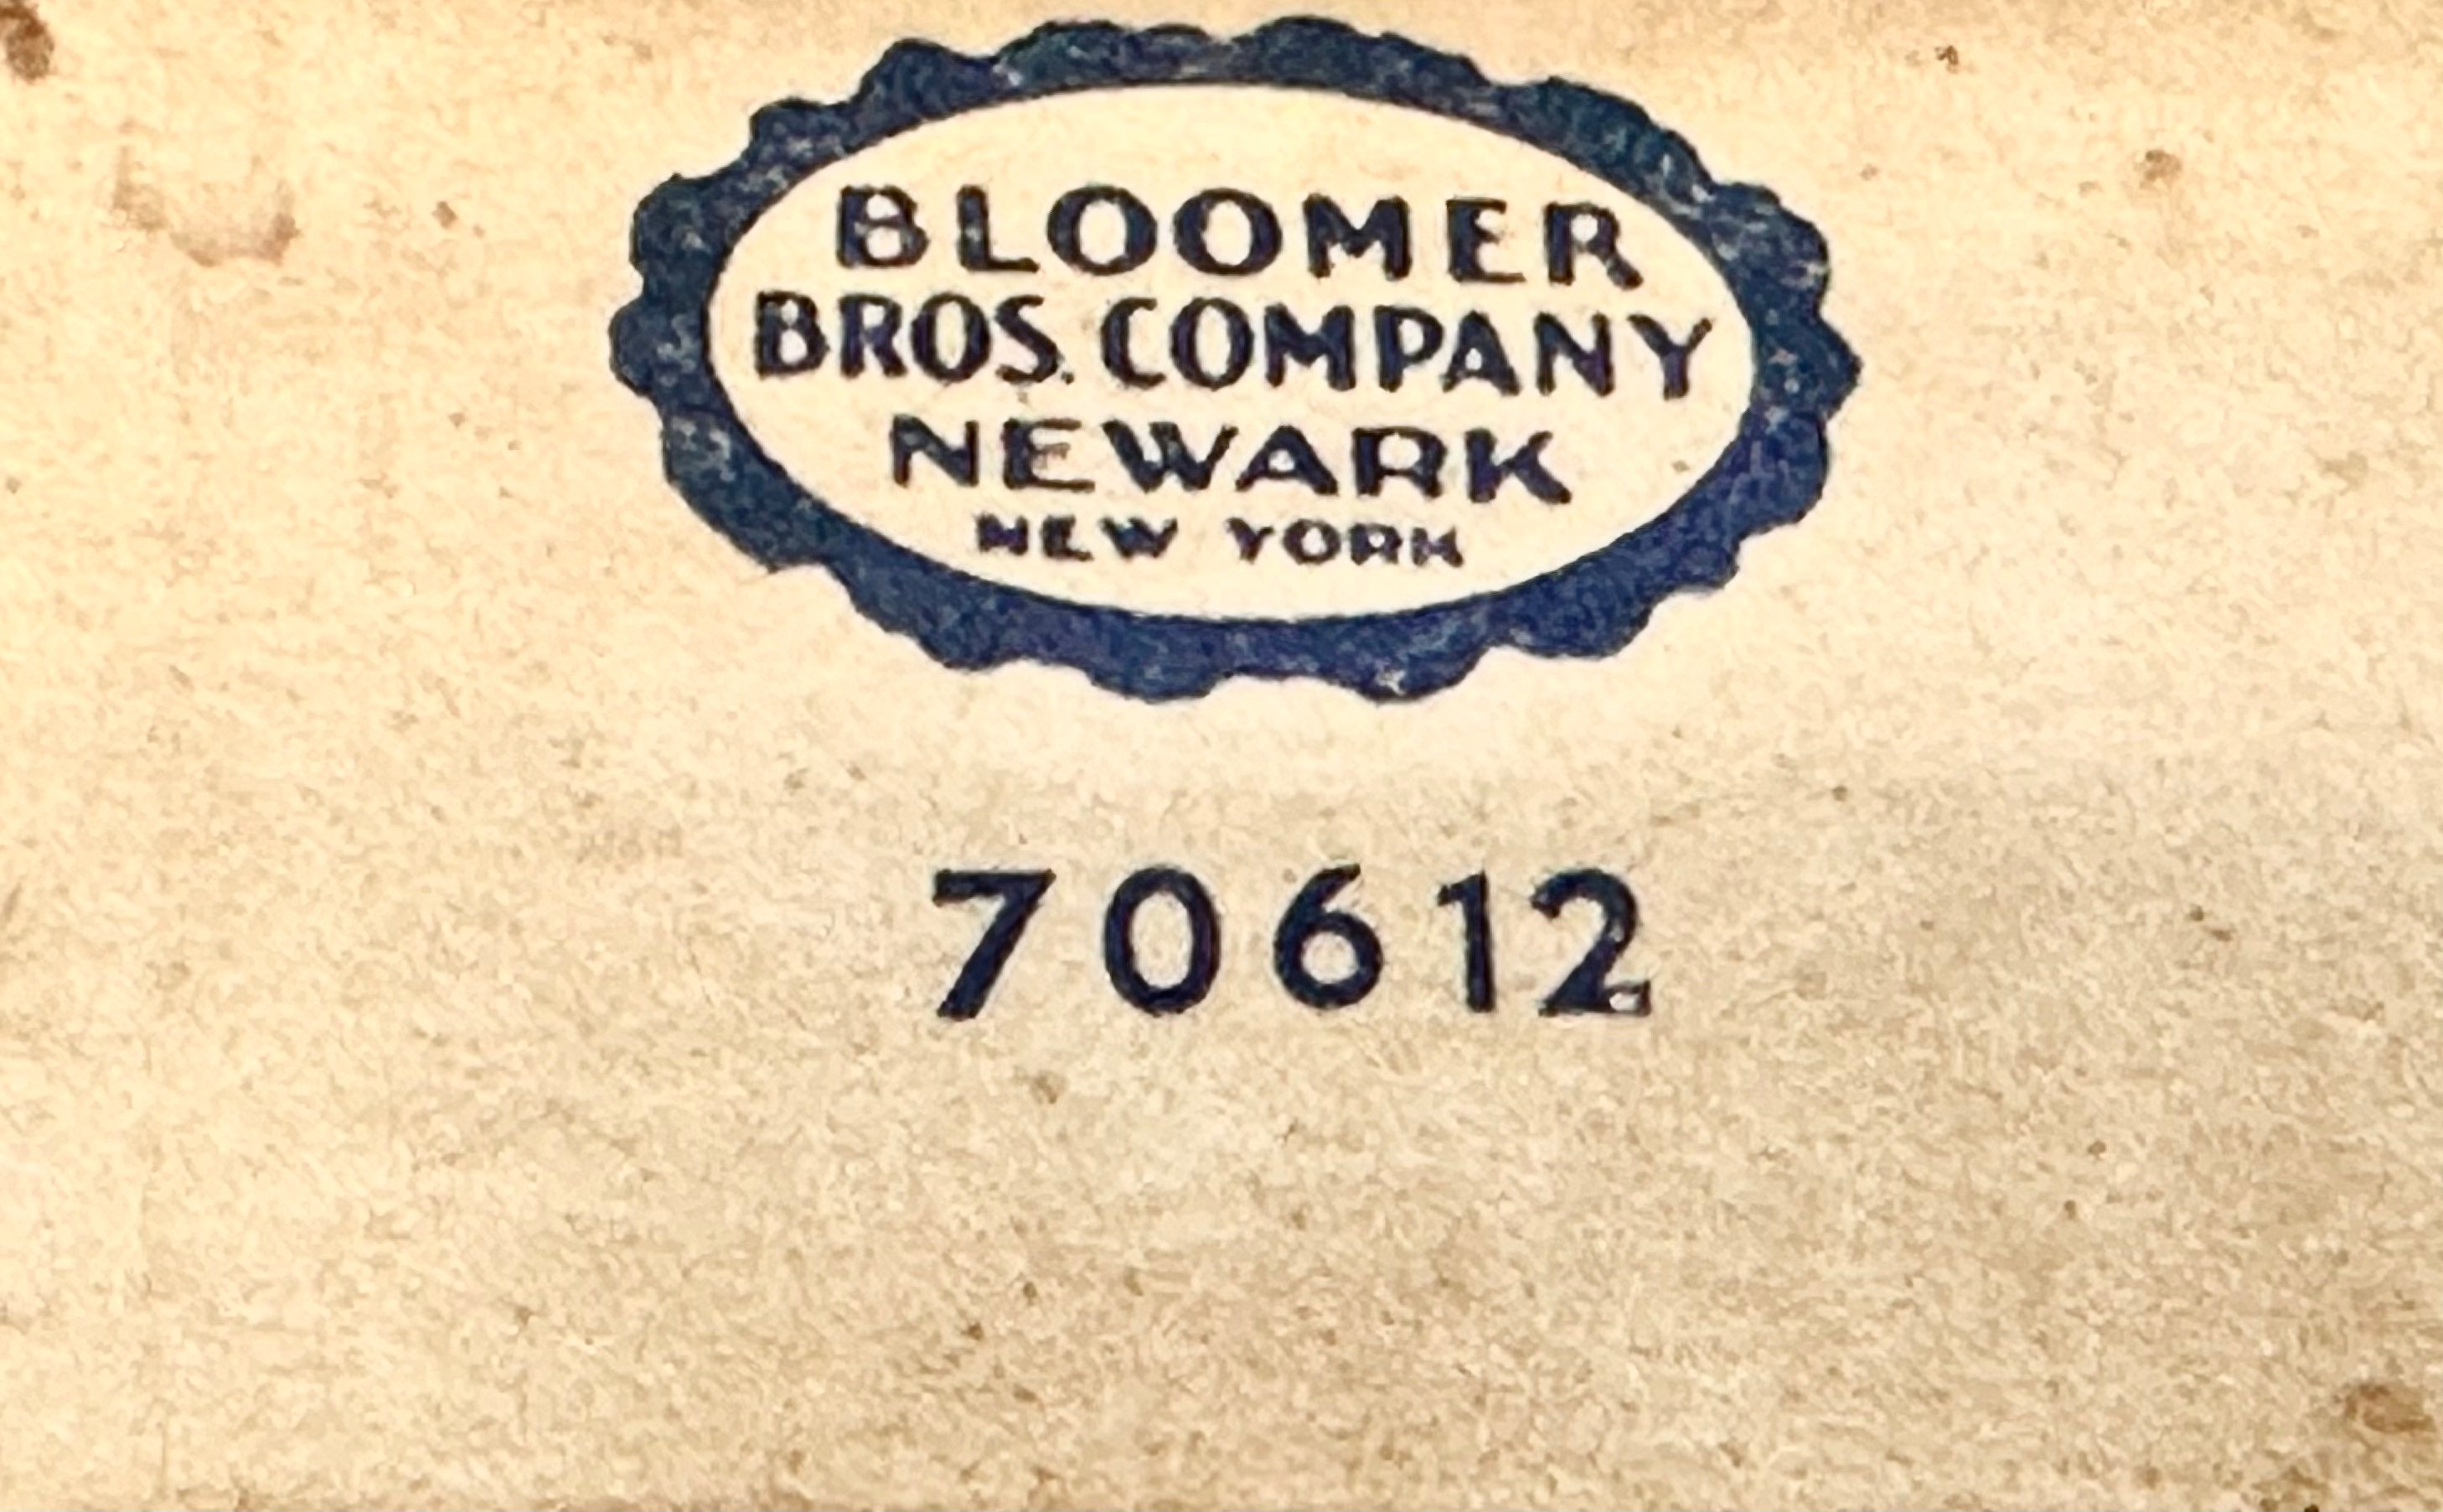 BLOOMER
BROS. COMPANY
NEWARK
NEW YORK
70612